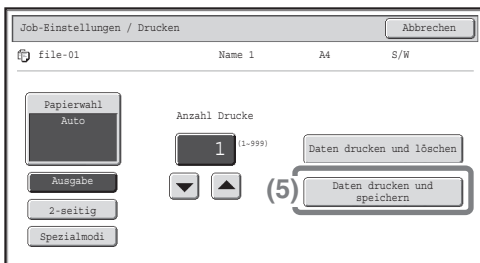 Job-Einstellungen / Drucken
Abbrechen
file-01 Name 1 A4 S/W
Papierwahl
Auto
Anzahl Drucke
1 (1~999)
Daten drucken und löschen
Ausgabe
(5)
Daten drucken und
speichern
2-seitig
Spezialmodi